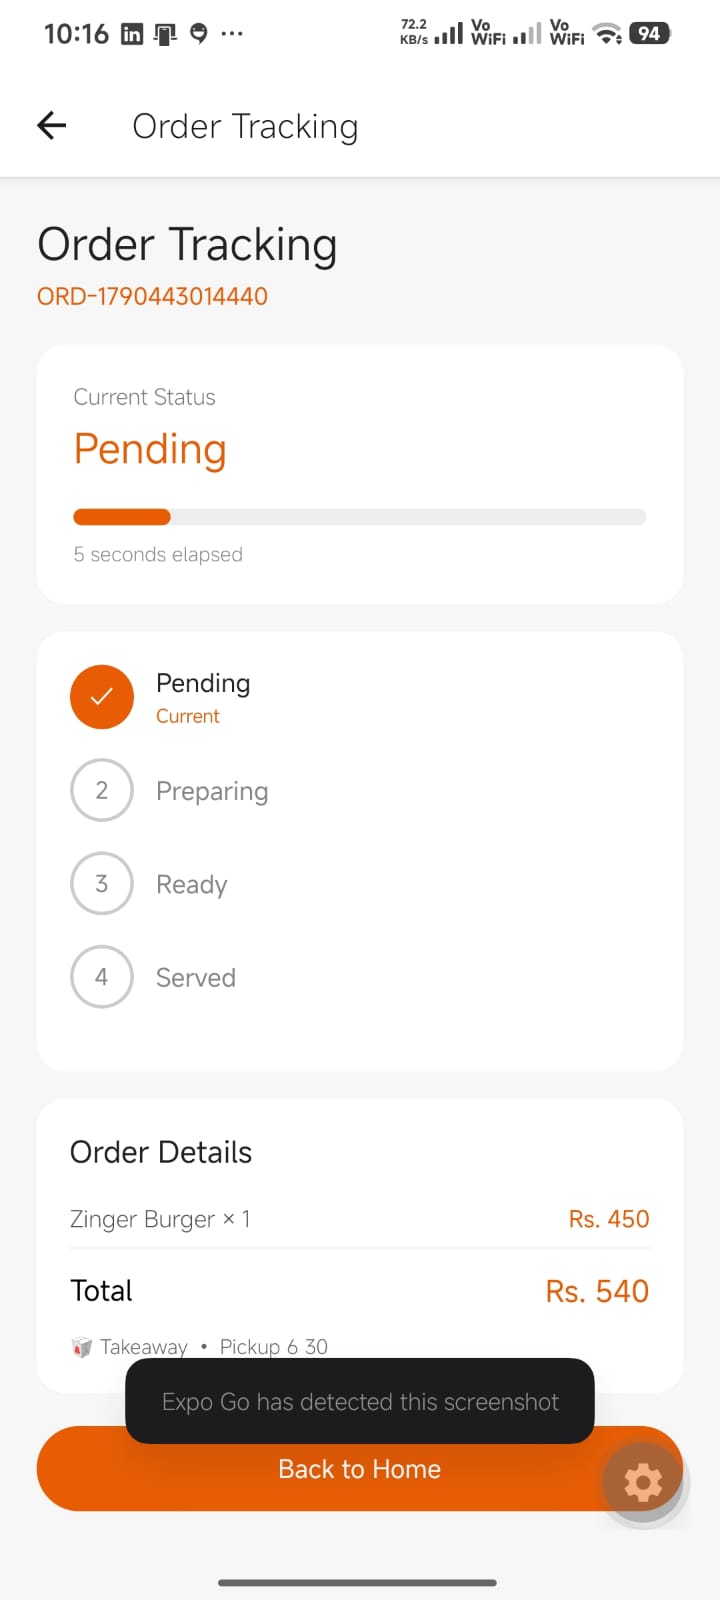 10:16 in ... 72.2 KB/s Vo WiFi Vo WiFi 94
Order Tracking
Order Tracking
ORD-1790443014440
Current Status
Pending
5 seconds elapsed
Pending
Current
2 Preparing
3 Ready
4 Served
Order Details
Zinger Burger × 1 Rs. 450
Total Rs. 540
Takeaway • Pickup 6 30
Expo Go has detected this screenshot
Back to Home